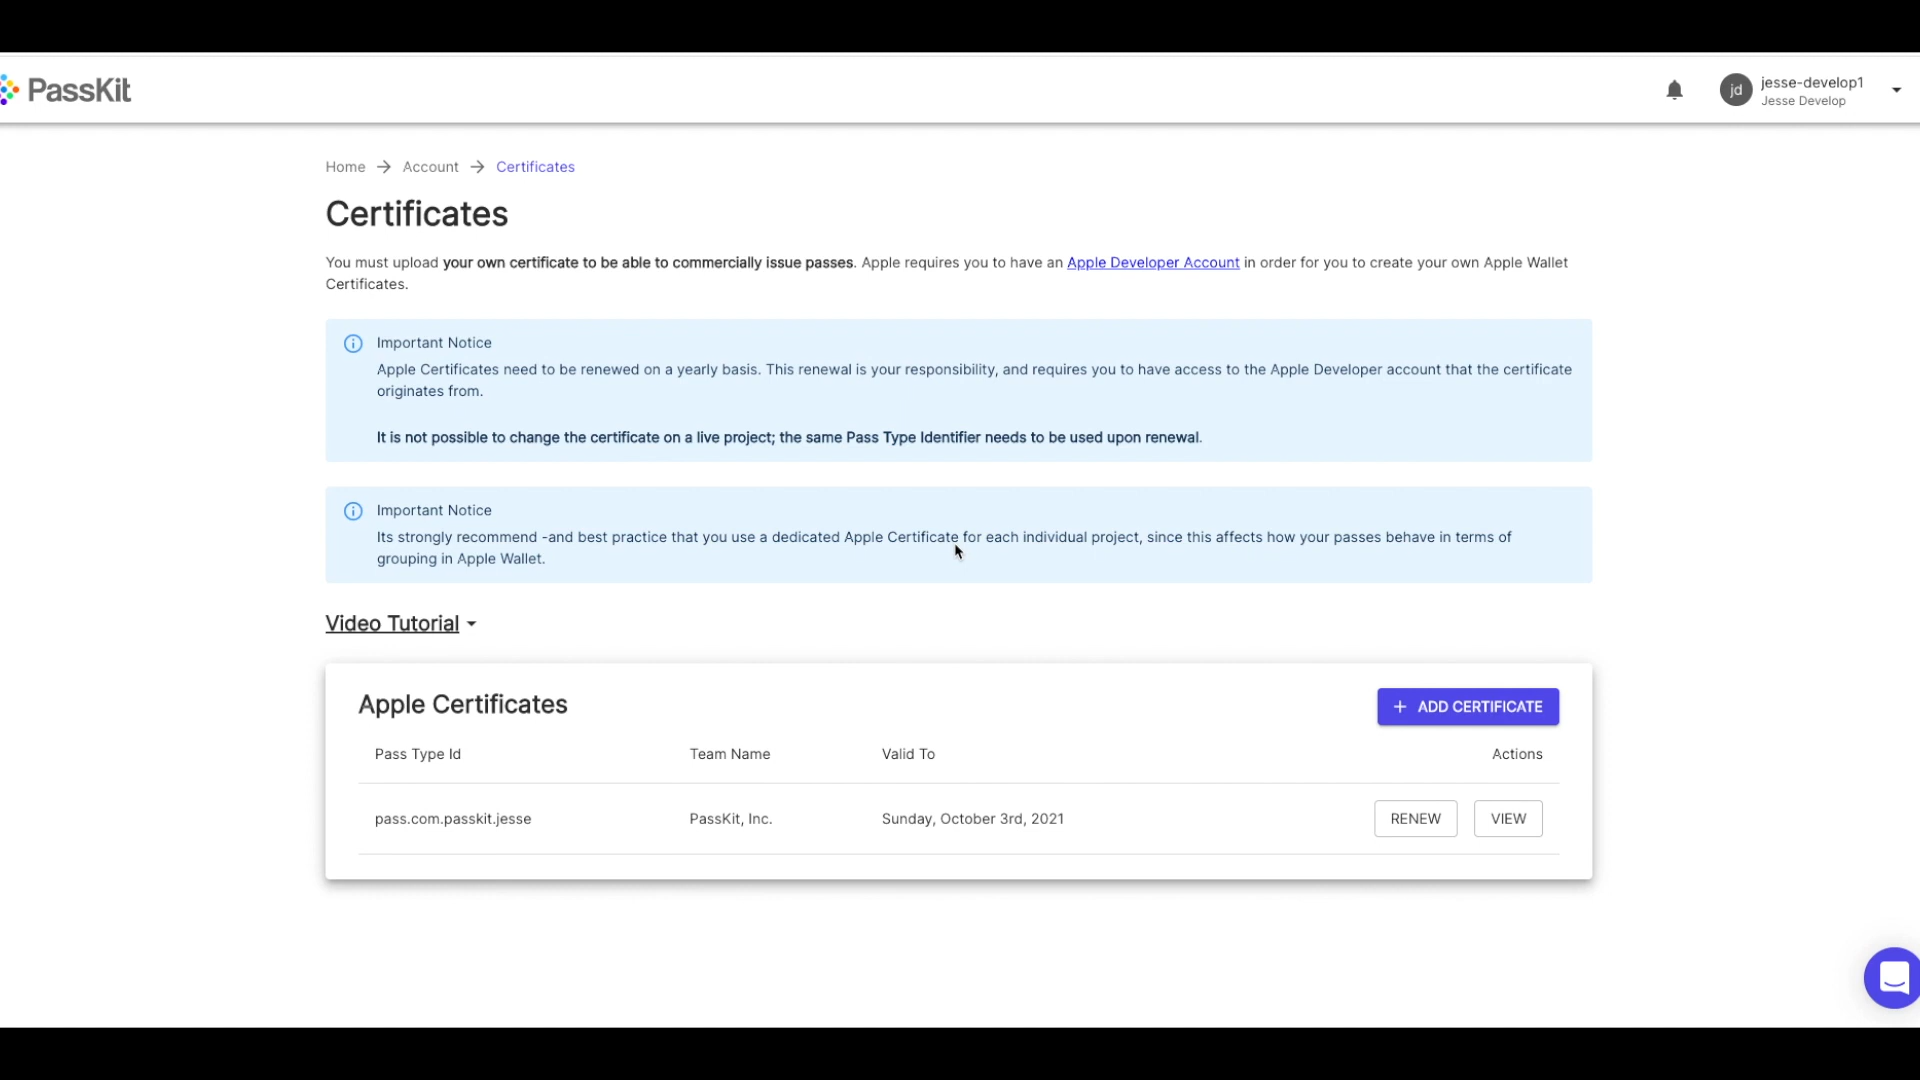 PassKit
jd
jesse-develop1
Jesse Develop
Home → Account → Certificates
Certificates
You must upload your own certificate to be able to commercially issue passes. Apple requires you to have an Apple Developer Account in order for you to create your own Apple Wallet
Certificates.
Important Notice
Apple Certificates need to be renewed on a yearly basis. This renewal is your responsibility, and requires you to have access to the Apple Developer account that the certificate
originates from.
It is not possible to change the certificate on a live project; the same Pass Type Identifier needs to be used upon renewal.
Important Notice
Its strongly recommend -and best practice that you use a dedicated Apple Certificate for each individual project, since this affects how your passes behave in terms of
grouping in Apple Wallet.
Video Tutorial
Apple Certificates
+ ADD CERTIFICATE
Pass Type Id Team Name Valid To Actions
pass.com.passkit.jesse PassKit, Inc. Sunday, October 3rd, 2021 RENEW VIEW